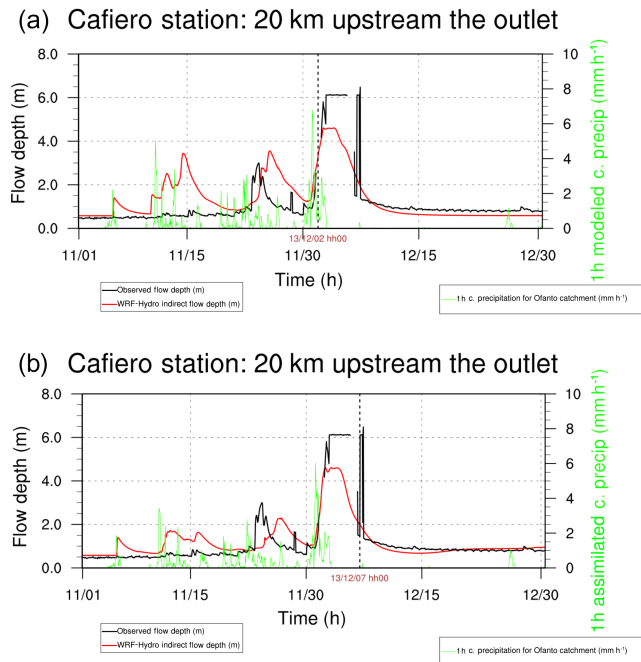 (a) Cafiero station: 20 km upstream the outlet
8.0
6.0
4.0
2.0
0.0
Flow depth (m)
10
8
6
4
2
0
1h modeled c. precip (mm h⁻¹)
11/01
11/15
11/30
12/15
12/30
13/12/02 hh00
Time (h)
Observed flow depth (m)
WRF-Hydro indirect flow depth (m)
1h c. precipitation for Ofanto catchment (mm h⁻¹)
(b) Cafiero station: 20 km upstream the outlet
8.0
6.0
4.0
2.0
0.0
Flow depth (m)
10
8
6
4
2
0
1h assimilated c. precip (mm h⁻¹)
11/01
11/15
11/30
12/15
12/30
13/12/07 hh00
Time (h)
Observed flow depth (m)
WRF-Hydro indirect flow depth (m)
1h c. precipitation for Ofanto catchment (mm h⁻¹)